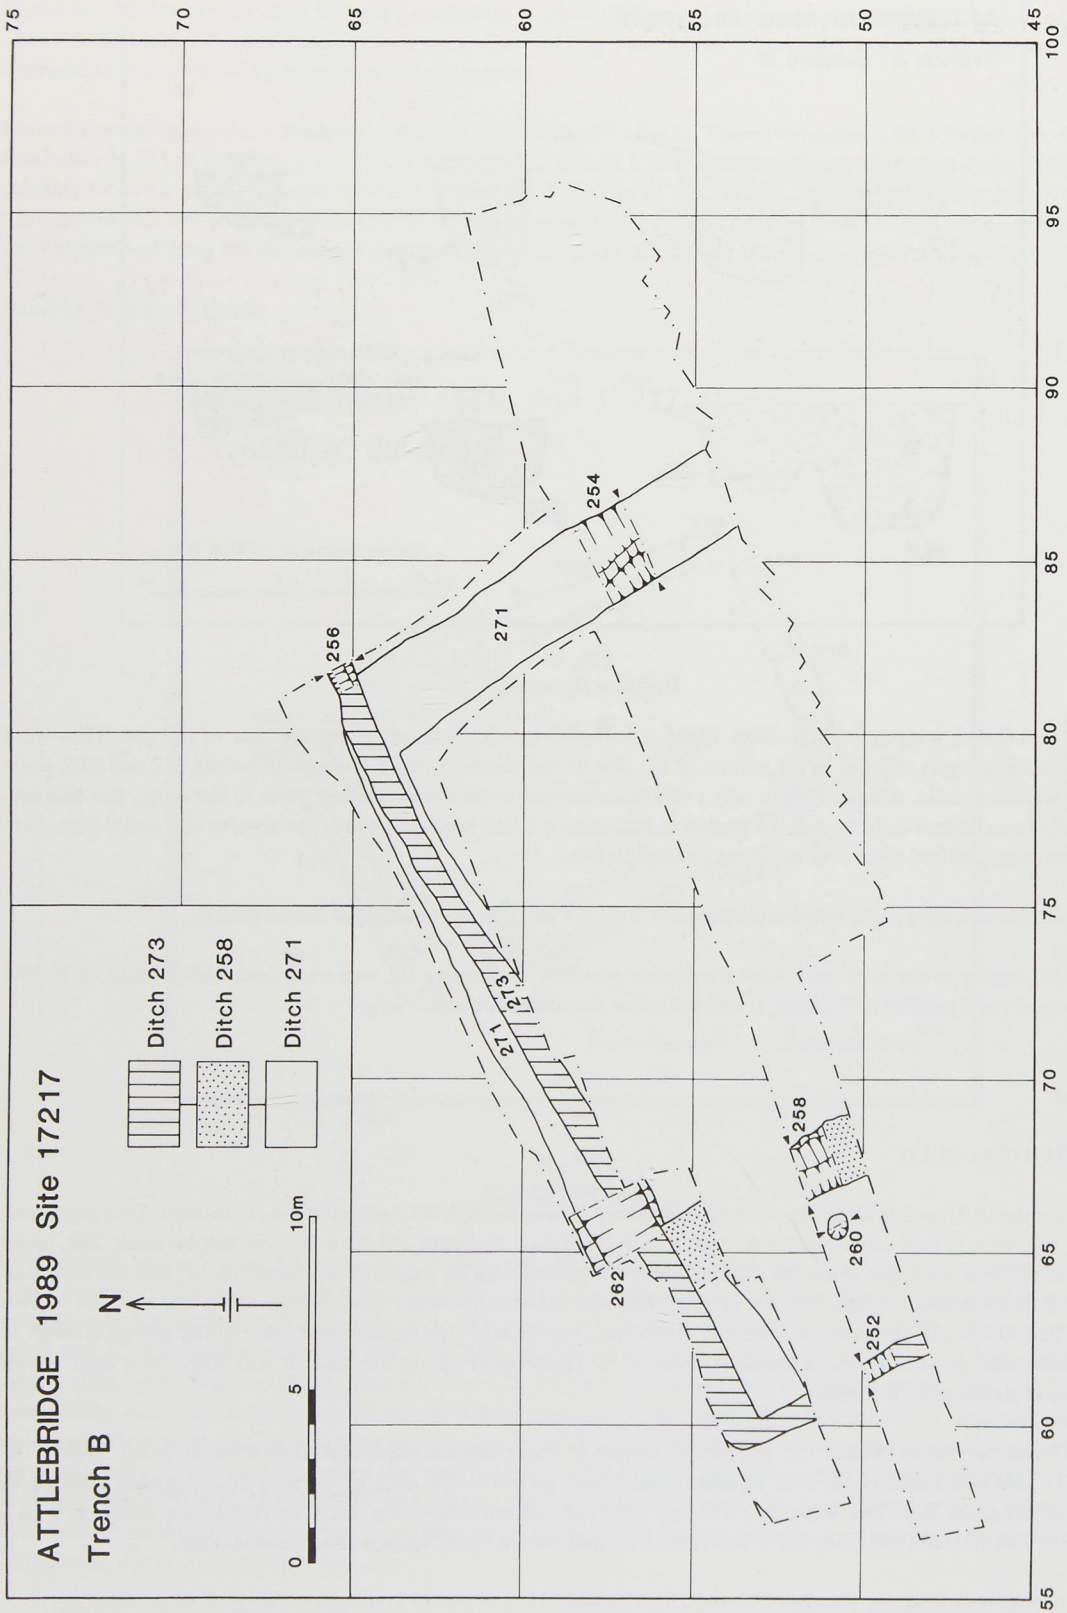 ATTLEBRIDGE 1989 Site 17217
Trench B
N
0 5 10m
Ditch 273
Ditch 258
Ditch 271
75
70
65
60
55
50
45
55 60 65 70 75 80 85 90 95 100
256
254
271
271
273
262
258
260
252